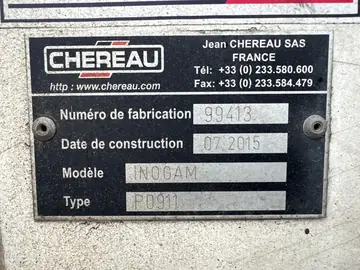 CHEREAU
http : www.chereau.com
Jean CHEREAU SAS
FRANCE
Tél: +33 (0) 233.580.600
Fax: +33 (0) 233.584.479
Numéro de fabrication 99413
Date de construction 07.2015
Modèle INOGAM
Type P0911